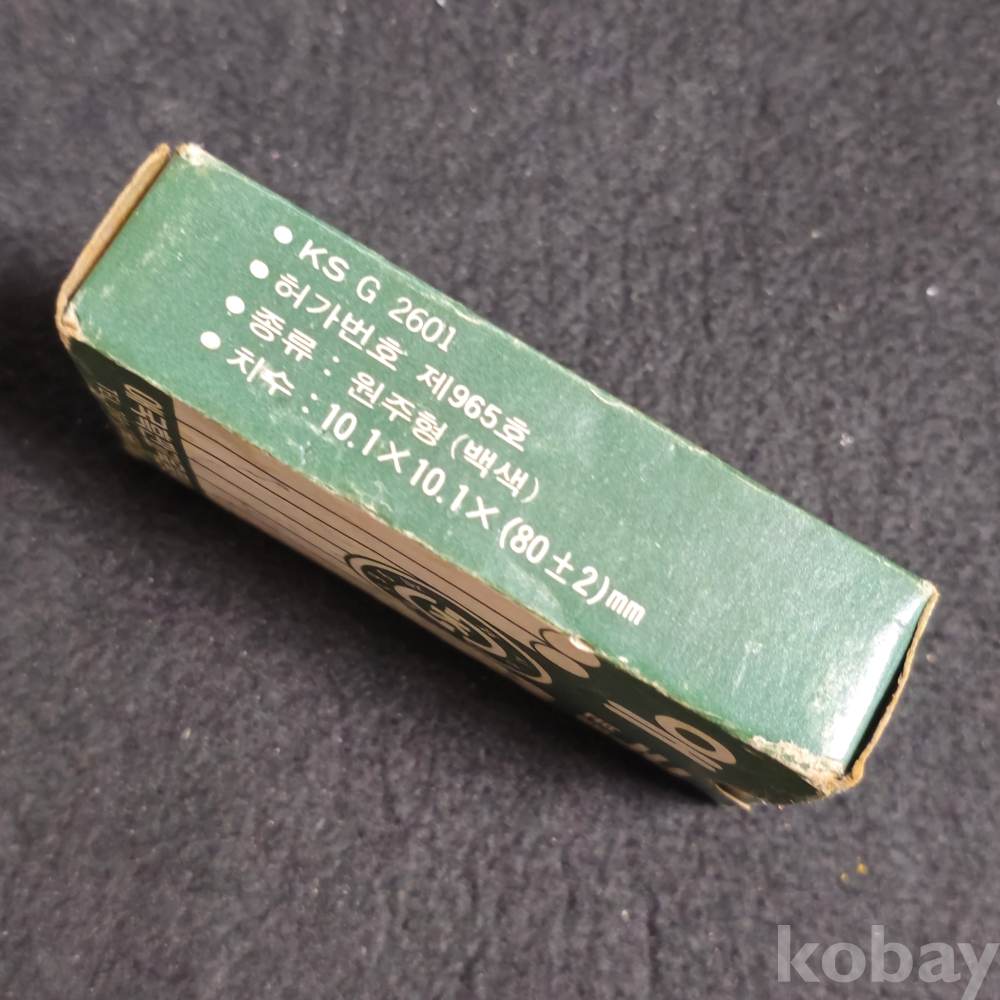 ● KS G 2601
● 허가번호 제965호
● 종류 : 원주형 (백색)
● 치수 : 10.1×10.1×(80±2)mm
kobay